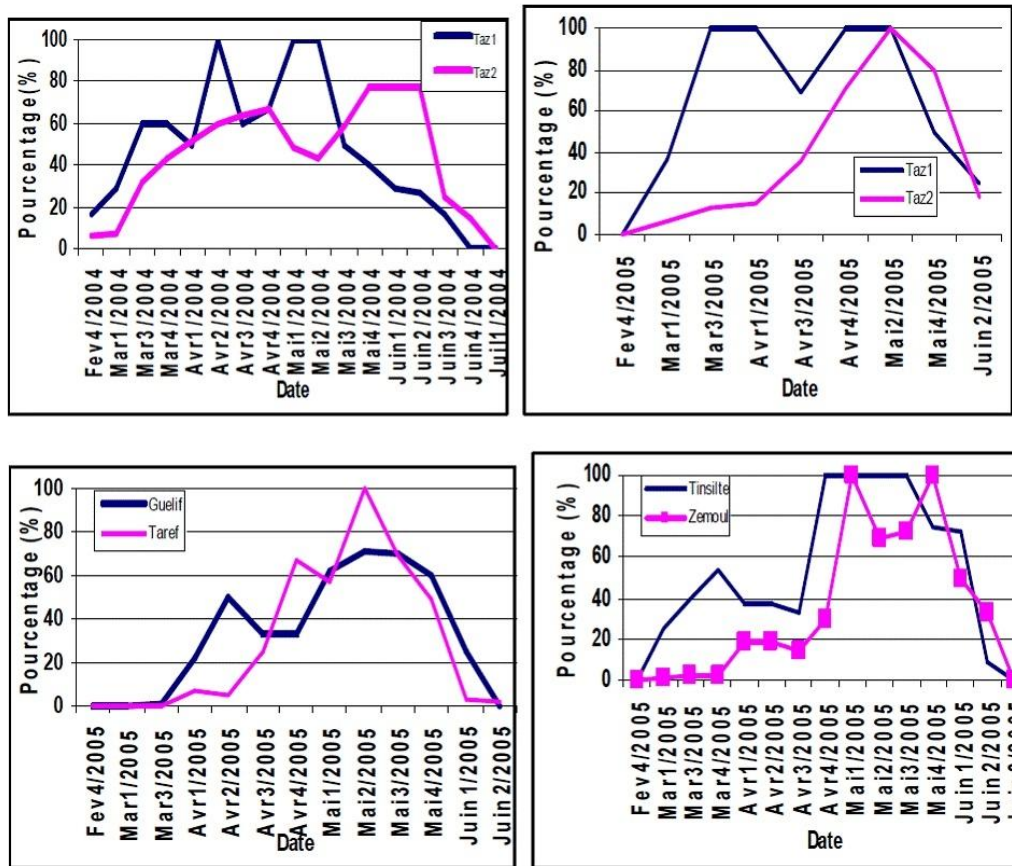 Pourcentage (%)
100
80
60
40
20
0
Taz1
Taz2
Fev4/2004
Mar1/2004
Mar3/2004
Mar4/2004
Avr1/2004
Avr2/2004
Avr3/2004
Avr4/2004
Mai1/2004
Mai2/2004
Mai3/2004
Mai4/2004
Juin1/2004
Juin2/2004
Juin3/2004
Juin4/2004
Juil1/2004
Date
Pourcentage (%)
100
80
60
40
20
0
Taz1
Taz2
Fev4/2005
Mar1/2005
Mar3/2005
Avr1/2005
Avr3/2005
Avr4/2005
Mai2/2005
Mai4/2005
Juin2/2005
Date
Pourcentage (%)
100
80
60
40
20
0
Guelif
Taref
Fev4/2005
Mar1/2005
Mar3/2005
Avr1/2005
Avr2/2005
Avr3/2005
Avr4/2005
Mai1/2005
Mai2/2005
Mai3/2005
Mai4/2005
Juin1/2005
Juin2/2005
Date
Pourcentage (%)
100
80
60
40
20
0
Tinsilte
Zemoul
Fev4/2005
Mar1/2005
Mar3/2005
Mar4/2005
Avr1/2005
Avr2/2005
Avr3/2005
Avr4/2005
Mai1/2005
Mai2/2005
Mai3/2005
Mai4/2005
Juin1/2005
Juin2/2005
Date